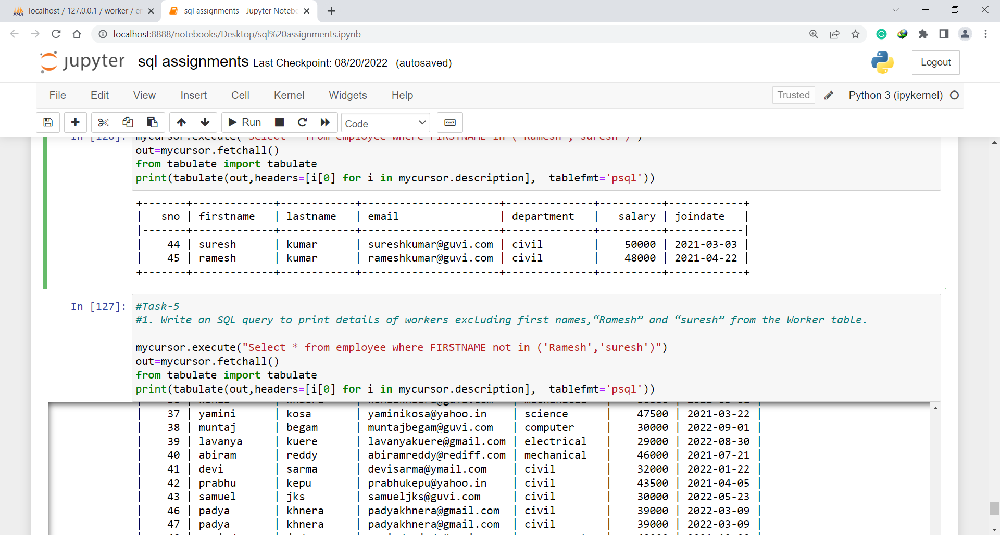 localhost / 127.0.0.1 / worker / e
sql assignments - Jupyter Noteb
localhost:8888/notebooks/Desktop/sql%20assignments.ipynb
jupyter sql assignments Last Checkpoint: 08/20/2022 (autosaved)
Logout
File Edit View Insert Cell Kernel Widgets Help
Trusted
Python 3 (ipykernel)
Run
Code
In [128]: mycursor.execute("Select * from employee where FIRSTNAME in ('Ramesh','suresh')")
out=mycursor.fetchall()
from tabulate import tabulate
print(tabulate(out,headers=[i[0] for i in mycursor.description],  tablefmt='psql'))
+-------+-------------+------------+----------------------+--------------+----------+------------+
|   sno | firstname   | lastname   | email                | department   |   salary | joindate   |
|-------+-------------+------------+----------------------+--------------+----------+------------|
|    44 | suresh      | kumar      | sureshkumar@guvi.com | civil        |    50000 | 2021-03-03 |
|    45 | ramesh      | kumar      | rameshkumar@guvi.com | civil        |    48000 | 2021-04-22 |
+-------+-------------+------------+----------------------+--------------+----------+------------+
In [127]: #Task-5
#1. Write an SQL query to print details of workers excluding first names,“Ramesh” and “suresh” from the Worker table.
mycursor.execute("Select * from employee where FIRSTNAME not in ('Ramesh','suresh')")
out=mycursor.fetchall()
from tabulate import tabulate
print(tabulate(out,headers=[i[0] for i in mycursor.description],  tablefmt='psql'))
|    37 | yamini      | kosa       | yaminikosa@yahoo.in    | science      |    47500 | 2021-03-22 |
|    38 | muntaj      | begam      | muntajbegam@guvi.com   | computer     |    30000 | 2022-09-01 |
|    39 | lavanya     | kuere      | lavanyakuere@gmail.com | electrical   |    29000 | 2022-08-30 |
|    40 | abiram      | reddy      | abiramreddy@rediff.com | mechanical   |    46000 | 2021-07-21 |
|    41 | devi        | sarma      | devisarma@ymail.com    | civil        |    32000 | 2022-01-22 |
|    42 | prabhu      | kepu       | prabhukepu@yahoo.in    | civil        |    43500 | 2021-04-05 |
|    43 | samuel      | jks        | samueljks@guvi.com     | civil        |    30000 | 2022-05-23 |
|    46 | padya       | khnera     | padyakhnera@gmail.com  | civil        |    39000 | 2022-03-09 |
|    47 | padya       | khnera     | padyakhnera@gmail.com  | civil        |    39000 | 2022-03-09 |